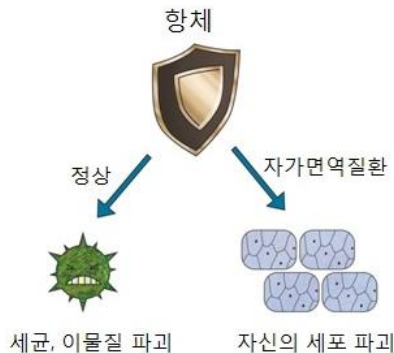 항체
정상
자가면역질환
세균, 이물질 파괴
자신의 세포 파괴